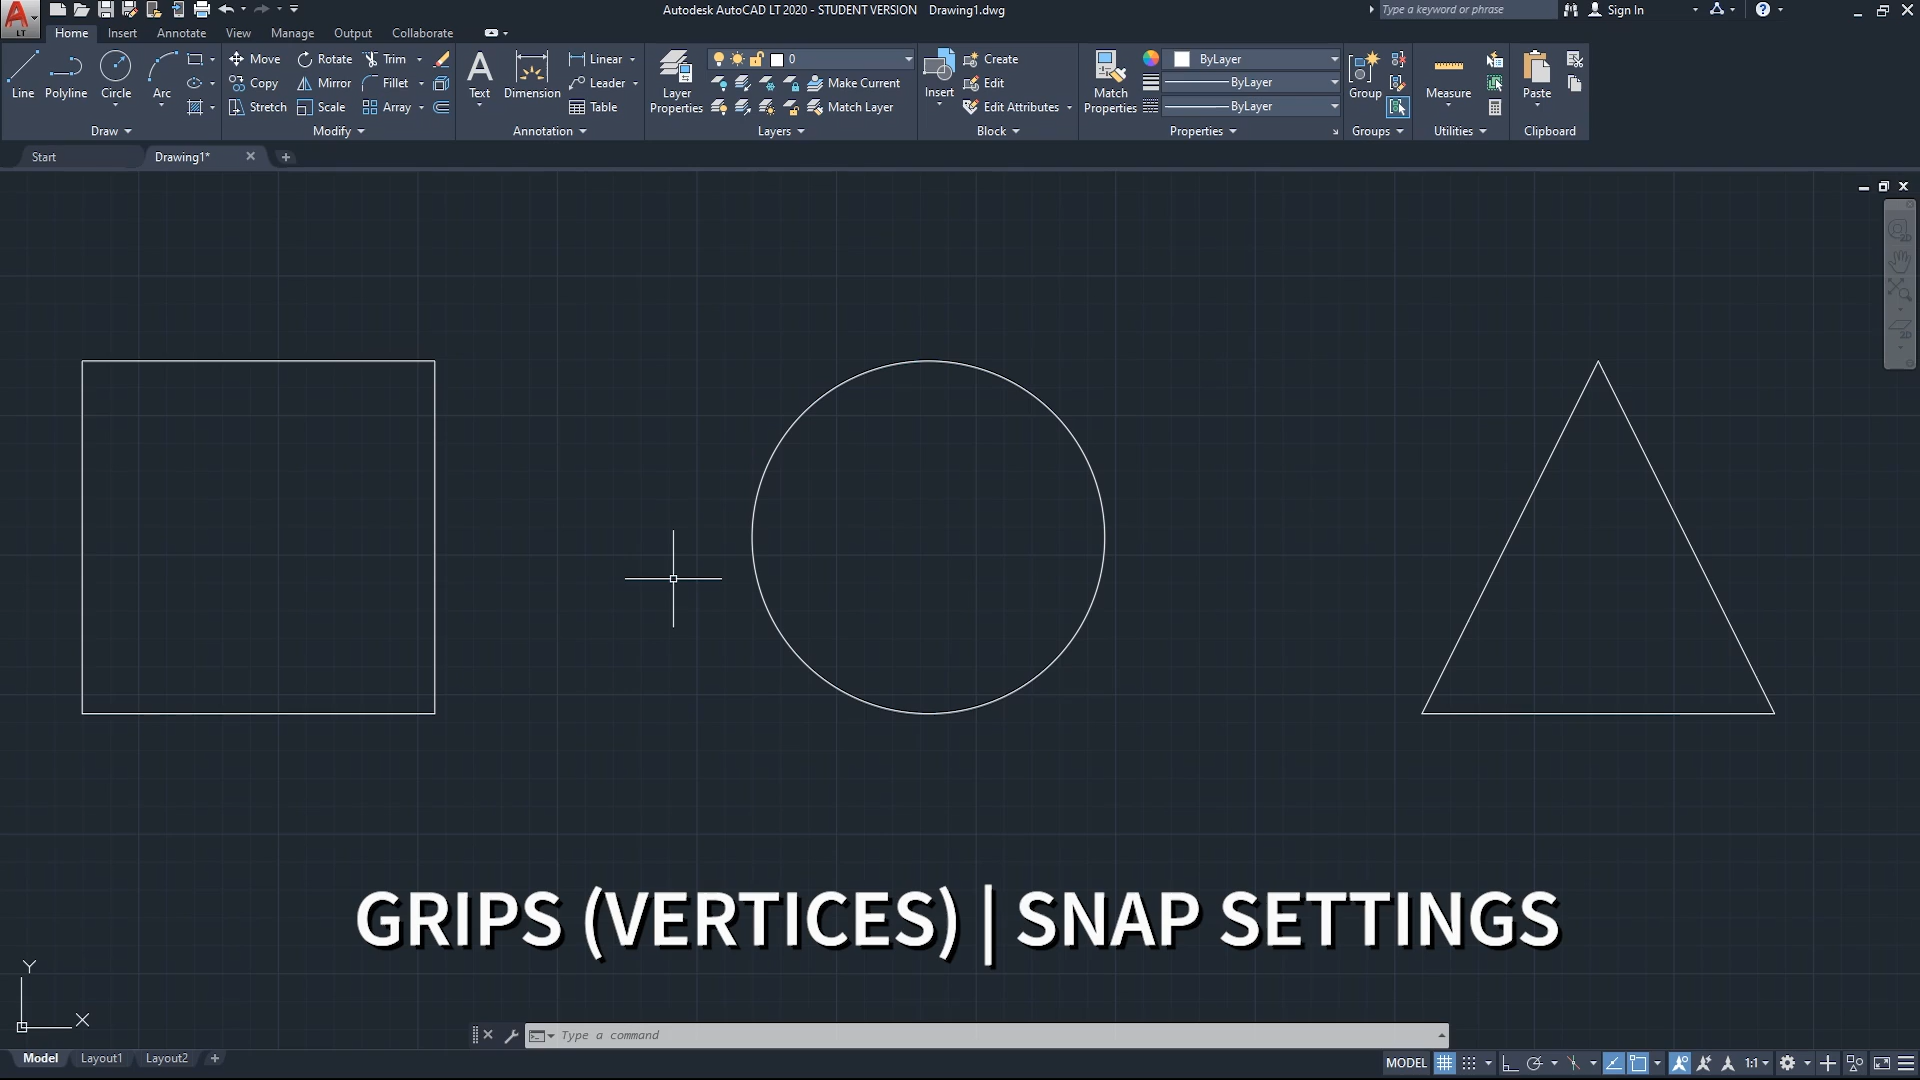 Autodesk AutoCAD LT 2020 - STUDENT VERSION Drawing1.dwg
Type a keyword or phrase
Sign In
LT
Home Insert Annotate View Manage Output Collaborate
Line Polyline Circle Arc
Draw
Move Rotate Trim
Copy Mirror Fillet
Stretch Scale Array
Modify
Text Dimension
Linear
Leader
Table
Annotation
Layer Properties
0
Make Current
Match Layer
Layers
Insert
Create
Edit
Edit Attributes
Block
Match Properties
ByLayer
ByLayer
ByLayer
Properties
Group
Groups
Measure
Utilities
Paste
Clipboard
Start Drawing1*
GRIPS (VERTICES) | SNAP SETTINGS
Y
X
Type a command
Model Layout1 Layout2
MODEL 1:1